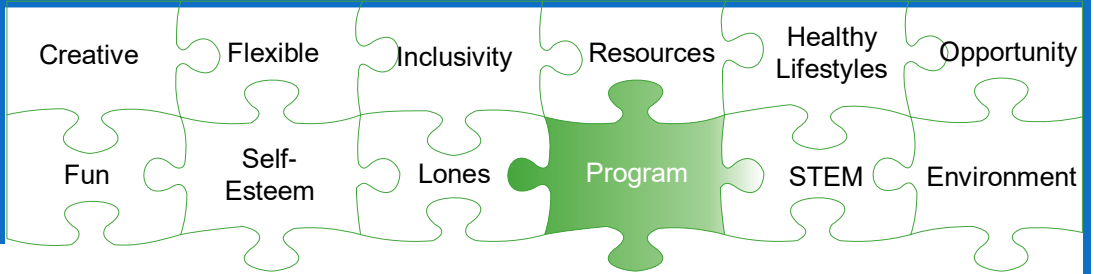 Creative
Flexible
Inclusivity
Resources
Healthy
Lifestyles
Opportunity
Fun
Self-
Esteem
Lones
Program
STEM
Environment